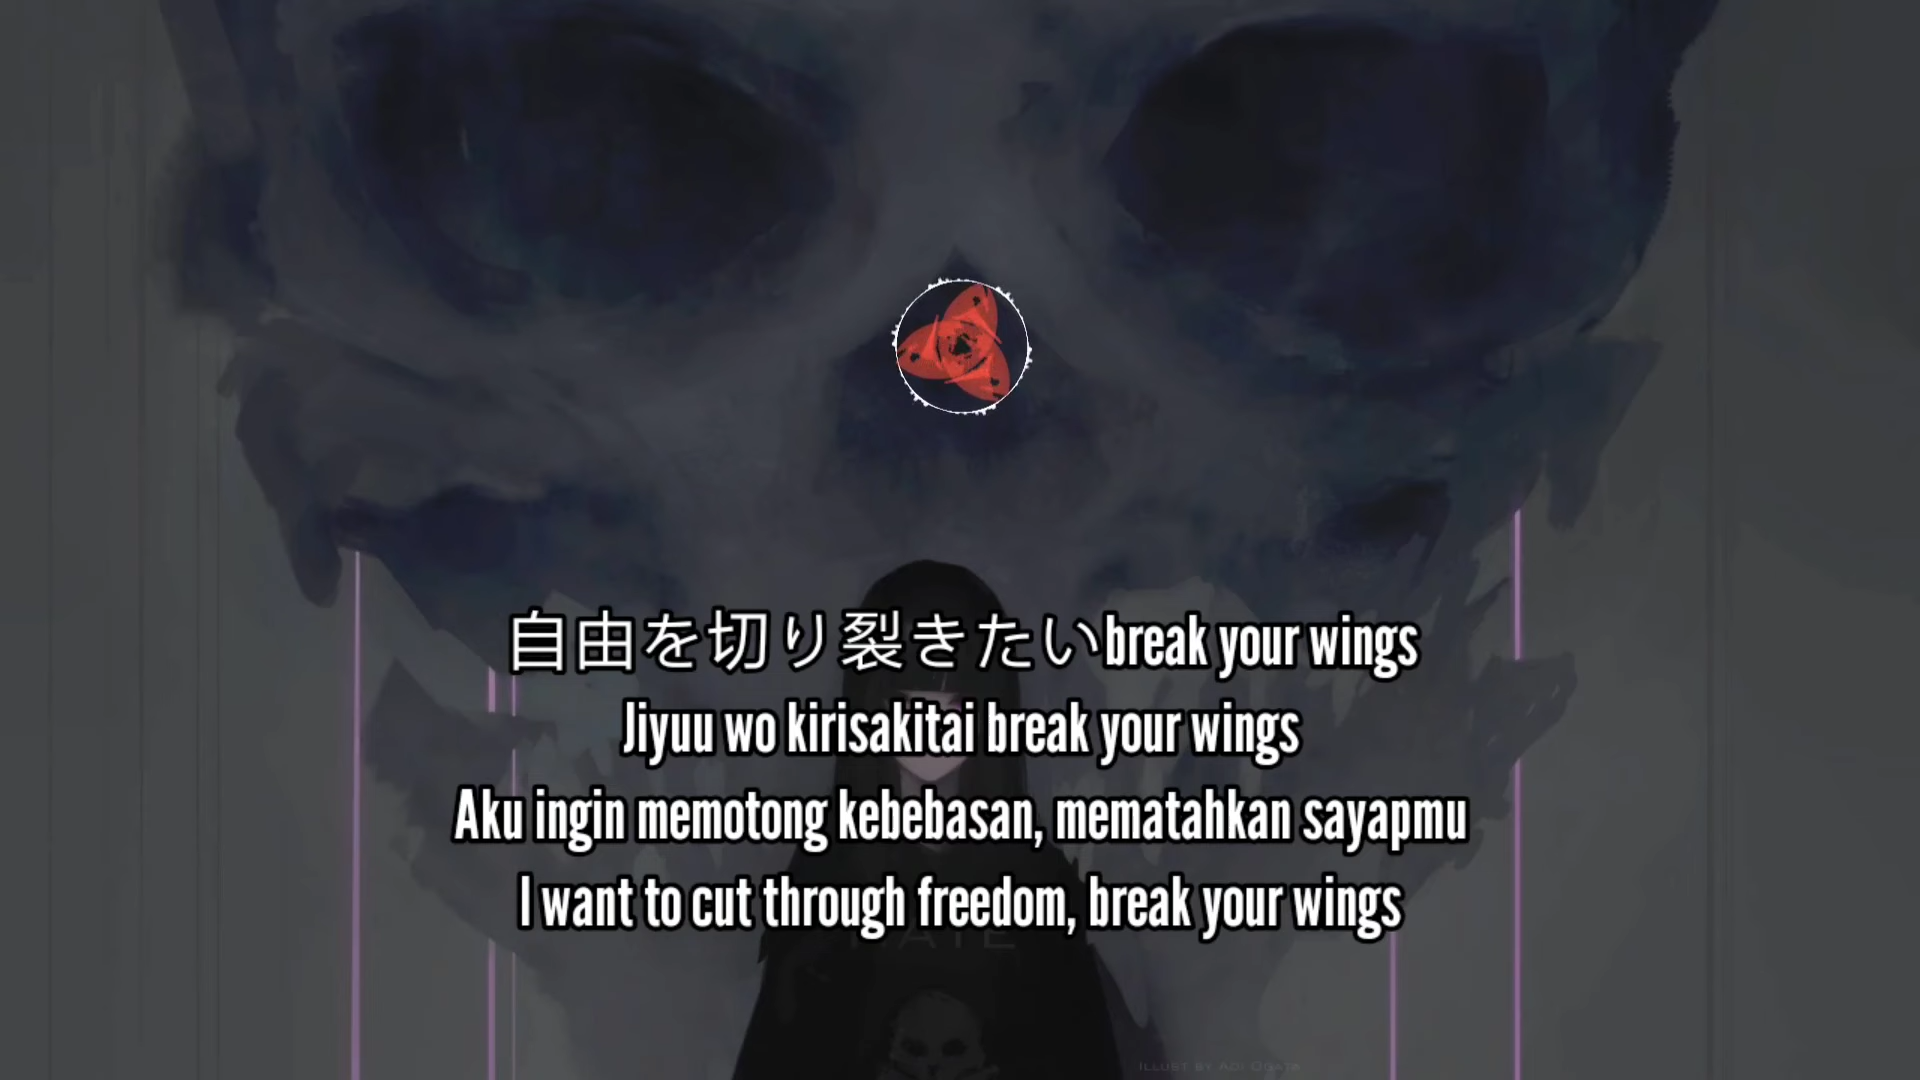 自由を切り裂きたいbreak your wings
Jiyuu wo kirisakitai break your wings
Aku ingin memotong kebebasan, mematahkan sayapmu
I want to cut through freedom, break your wings